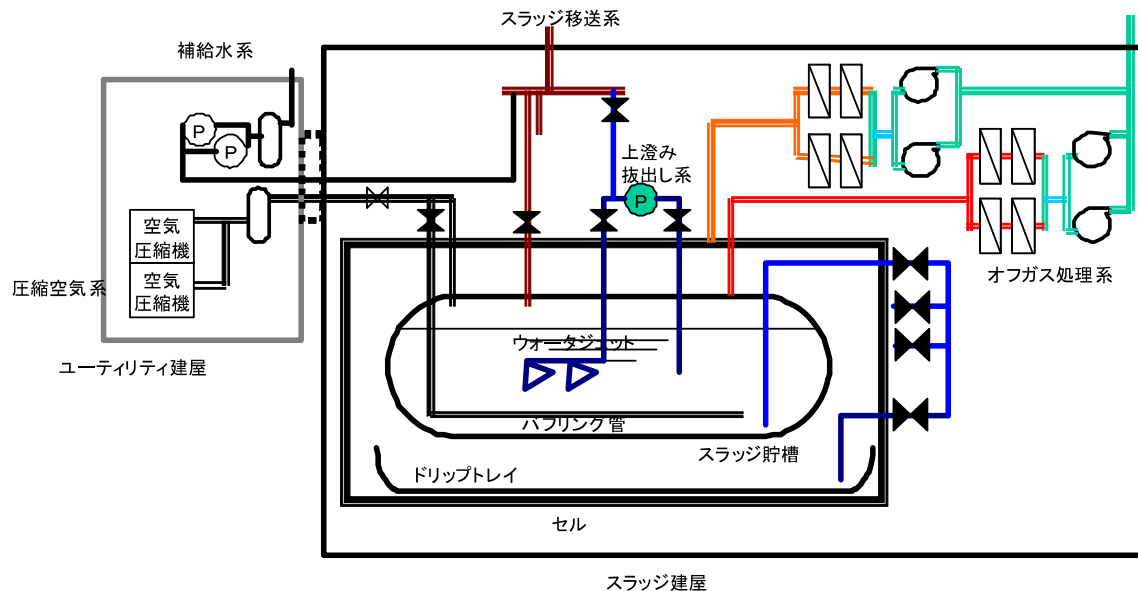 スラッジ移送系
補給水系
P
P
上澄み
抜出し系
P
空気
圧縮機
空気
圧縮機
圧縮空気系
オフガス処理系
ウォータジェット
ユーティリティ建屋
バブリング管
スラッジ貯槽
ドリップトレイ
セル
スラッジ建屋